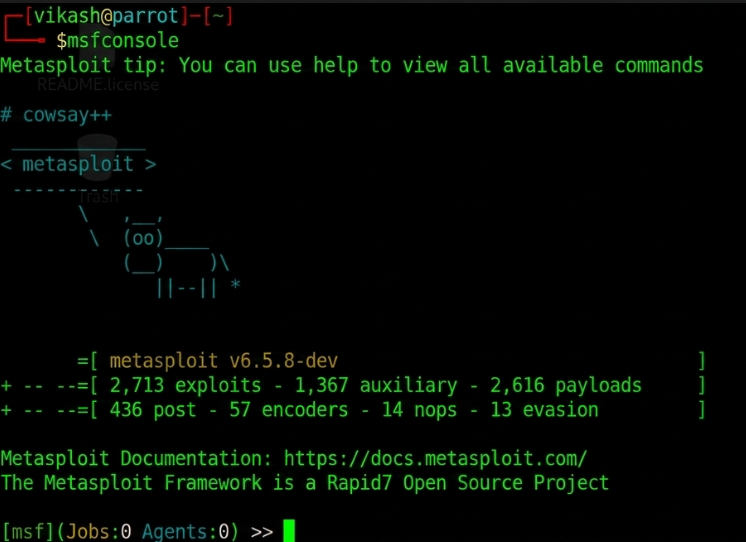 ┌─[vikash@parrot]─[~]
└──╼ $msfconsole
Metasploit tip: You can use help to view all available commands
README.license
# cowsay++
 ____________
< metasploit >
 ------------
Trash
       \   ,__,
        \  (oo)____
           (__)    )\
              ||--|| *
       =[ metasploit v6.5.8-dev                                ]
+ -- --=[ 2,713 exploits - 1,367 auxiliary - 2,616 payloads     ]
+ -- --=[ 436 post - 57 encoders - 14 nops - 13 evasion         ]
Metasploit Documentation: https://docs.metasploit.com/
The Metasploit Framework is a Rapid7 Open Source Project
[msf](Jobs:0 Agents:0) >>